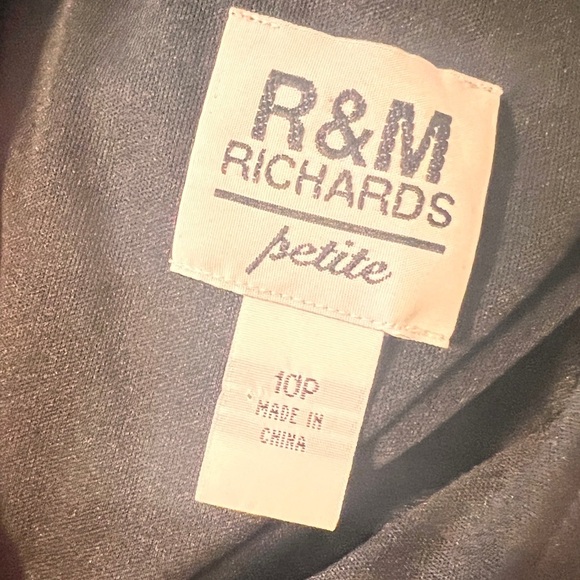 R&M
RICHARDS
petite
10P
MADE IN
CHINA